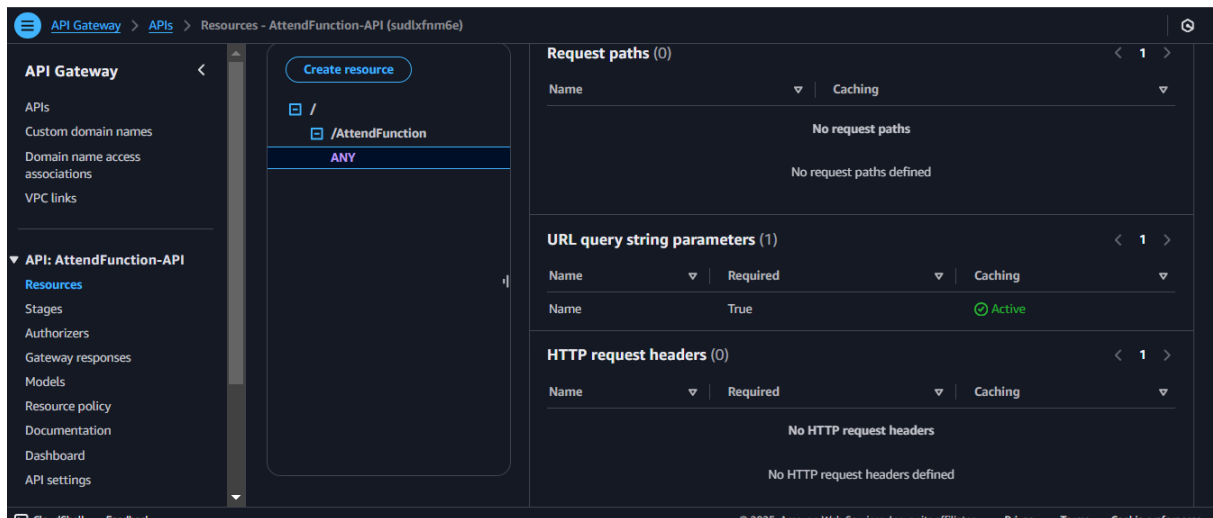 API Gateway > APIs > Resources - AttendFunction-API (sudlxfnm6e)
API Gateway
APIs
Custom domain names
Domain name access
associations
VPC links
API: AttendFunction-API
Resources
Stages
Authorizers
Gateway responses
Models
Resource policy
Documentation
Dashboard
API settings
Create resource
/
/AttendFunction
ANY
Request paths (0)
< 1 >
Name Caching
No request paths
No request paths defined
URL query string parameters (1)
< 1 >
Name Required Caching
Name True Active
HTTP request headers (0)
< 1 >
Name Required Caching
No HTTP request headers
No HTTP request headers defined